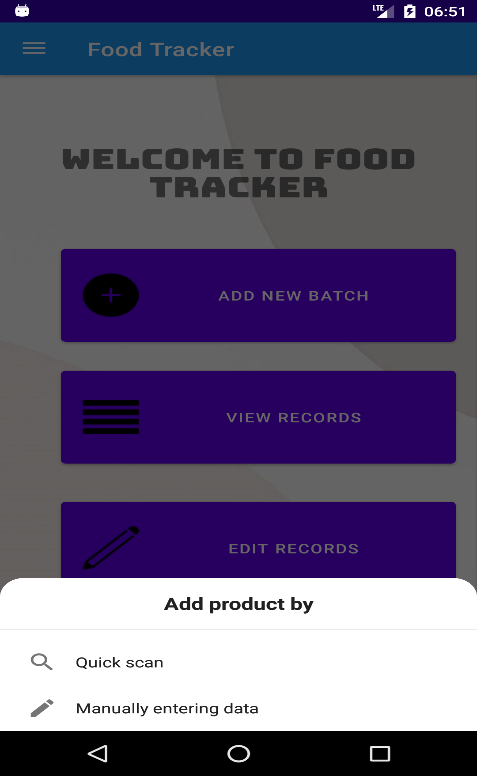 LTE 06:51
Food Tracker
WELCOME TO FOOD
TRACKER
ADD NEW BATCH
VIEW RECORDS
EDIT RECORDS
Add product by
Quick scan
Manually entering data